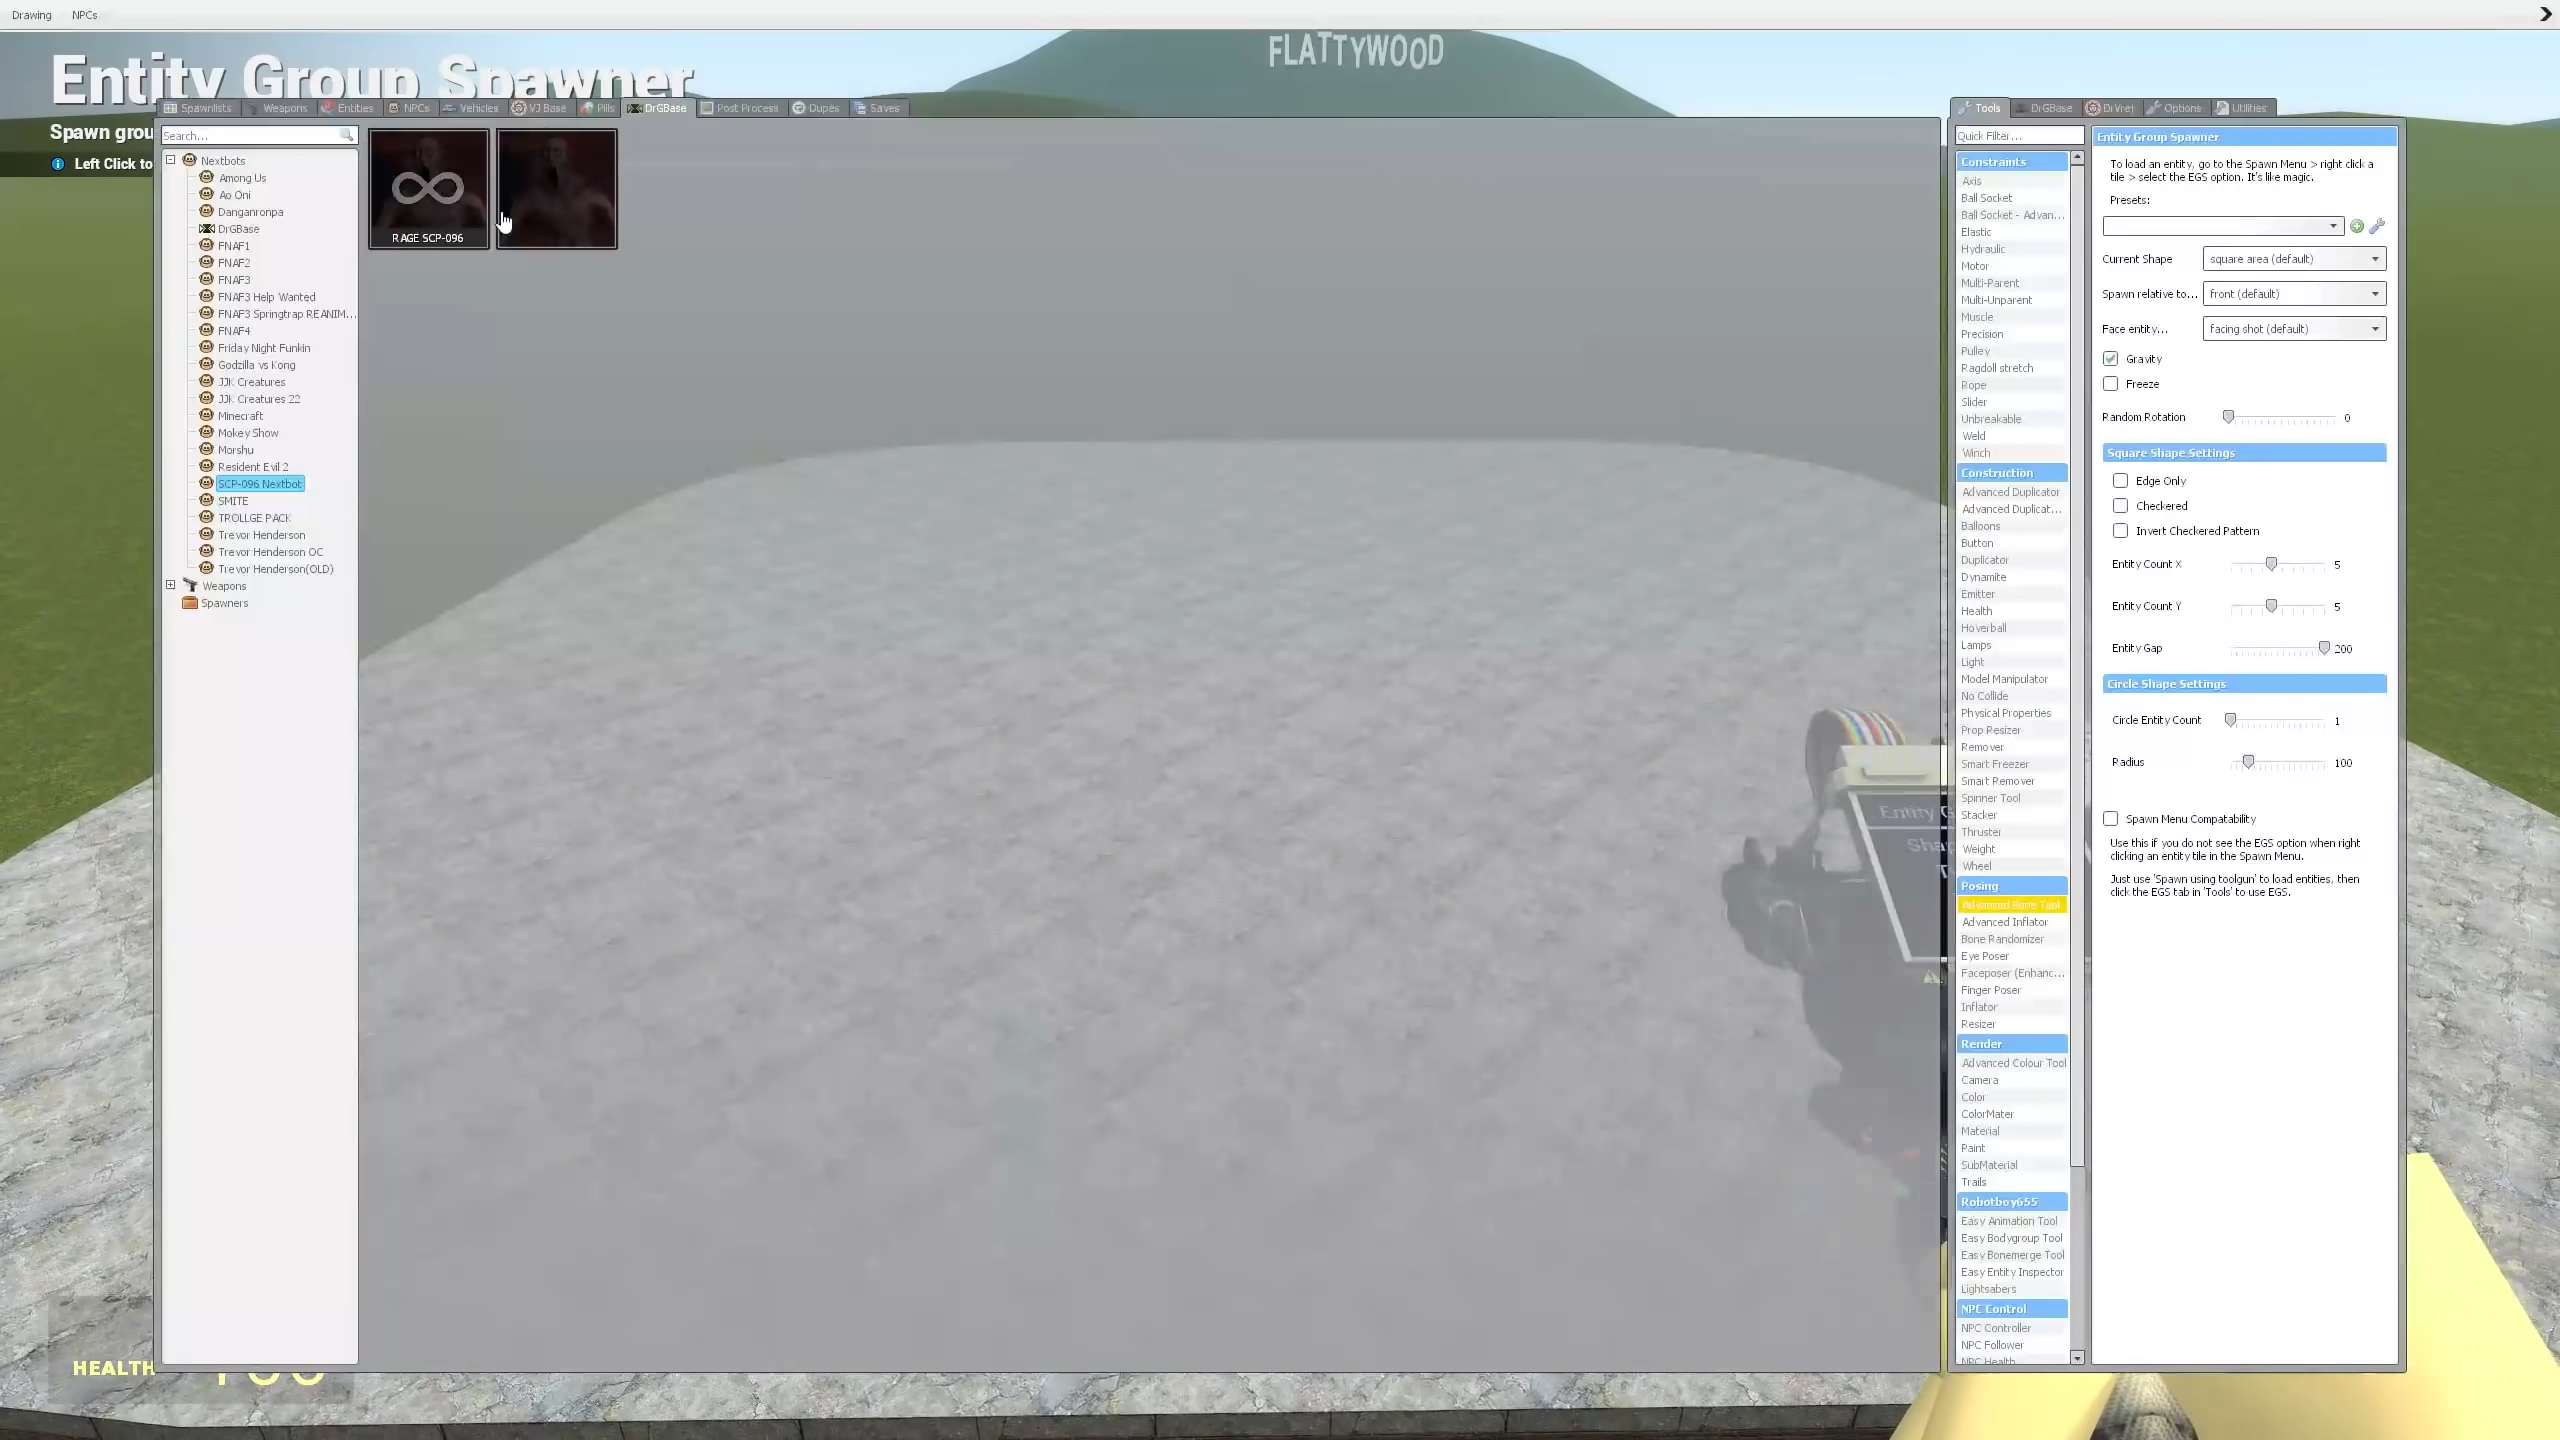 Drawing NPCs
FLATTYWOOD
Entity Group Spawner
Spawn grou
Left Click to
Spawnlists Weapons Entities NPCs Vehicles VJ Base Pills DrGBase Post Process Dupes Saves
Search...
Nextbots
Among Us
Ao Oni
Danganronpa
DrGBase
FNAF1
FNAF2
FNAF3
FNAF3 Help Wanted
FNAF3 Springtrap REANIM...
FNAF4
Friday Night Funkin
Godzilla vs Kong
JJK Creatures
JJK Creatures 22
Minecraft
Mokey Show
Morshu
Resident Evil 2
SCP-096 Nextbot
SMITE
TROLLGE PACK
Trevor Henderson
Trevor Henderson OC
Trevor Henderson(OLD)
Weapons
Spawners
RAGE SCP-096
HEALTH 100
Entity G
Sha
T
Tools DrGBase DrVrej Options Utilities
Quick Filter...
Constraints
Axis
Ball Socket
Ball Socket - Advan...
Elastic
Hydraulic
Motor
Multi-Parent
Multi-Unparent
Muscle
Precision
Pulley
Ragdoll stretch
Rope
Slider
Unbreakable
Weld
Winch
Construction
Advanced Duplicator
Advanced Duplicat...
Balloons
Button
Duplicator
Dynamite
Emitter
Health
Hoverball
Lamps
Light
Model Manipulator
No Collide
Physical Properties
Prop Resizer
Remover
Smart Freezer
Smart Remover
Spinner Tool
Stacker
Thruster
Weight
Wheel
Posing
Advanced Bone Tool
Advanced Inflator
Bone Randomizer
Eye Poser
Faceposer (Enhanc...
Finger Poser
Inflator
Resizer
Render
Advanced Colour Tool
Camera
Color
ColorMater
Material
Paint
SubMaterial
Trails
Robotboy655
Easy Animation Tool
Easy Bodygroup Tool
Easy Bonemerge Tool
Easy Entity Inspector
Lightsabers
NPC Control
NPC Controller
NPC Follower
NPC Health
Entity Group Spawner
To load an entity, go to the Spawn Menu > right click a
tile > select the EGS option. It's like magic.
Presets:
Current Shape square area (default)
Spawn relative to... front (default)
Face entity... facing shot (default)
Gravity
Freeze
Random Rotation 0
Square Shape Settings
Edge Only
Checkered
Invert Checkered Pattern
Entity Count X 5
Entity Count Y 5
Entity Gap 200
Circle Shape Settings
Circle Entity Count 1
Radius 100
Spawn Menu Compatability
Use this if you do not see the EGS option when right
clicking an entity tile in the Spawn Menu.
Just use 'Spawn using toolgun' to load entities, then
click the EGS tab in 'Tools' to use EGS.